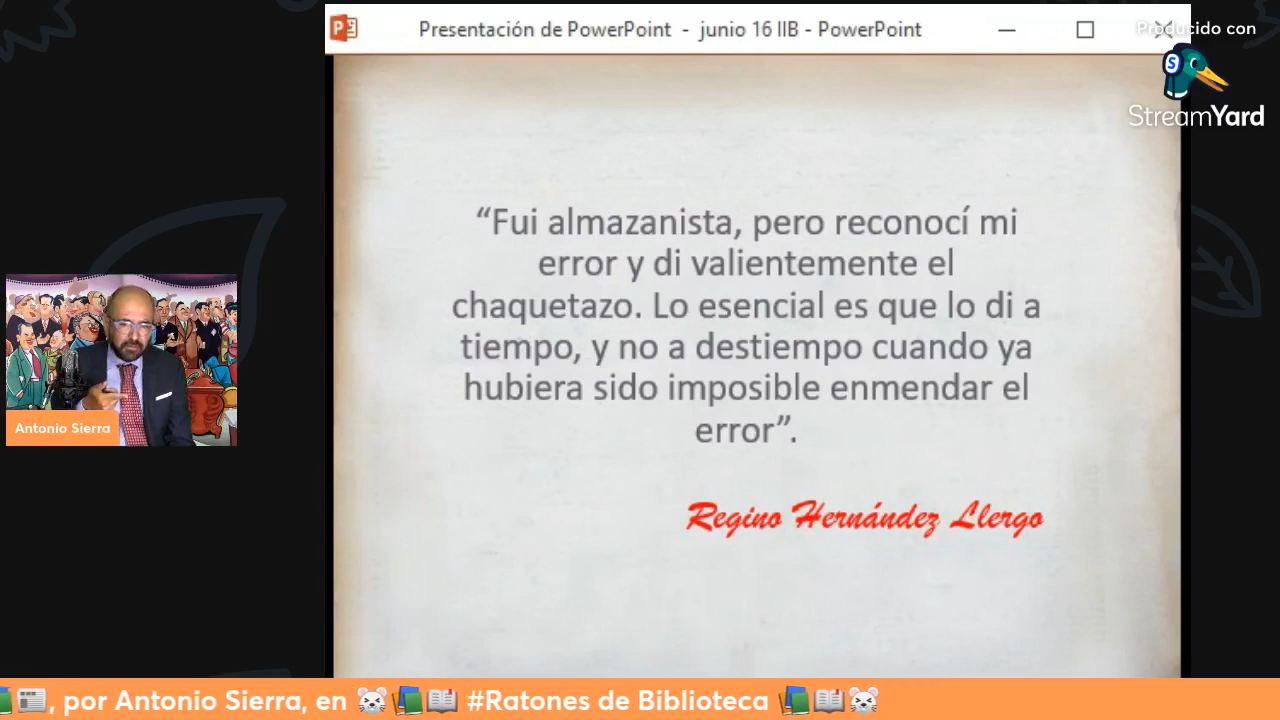 Presentación de PowerPoint - junio 16 IIB - PowerPoint
Producido con
StreamYard
“Fui almazanista, pero reconocí mi
error y di valientemente el
chaquetazo. Lo esencial es que lo di a
tiempo, y no a destiempo cuando ya
hubiera sido imposible enmendar el
error”.
Regino Hernández Llergo
Antonio Sierra
, por Antonio Sierra, en #Ratones de Biblioteca